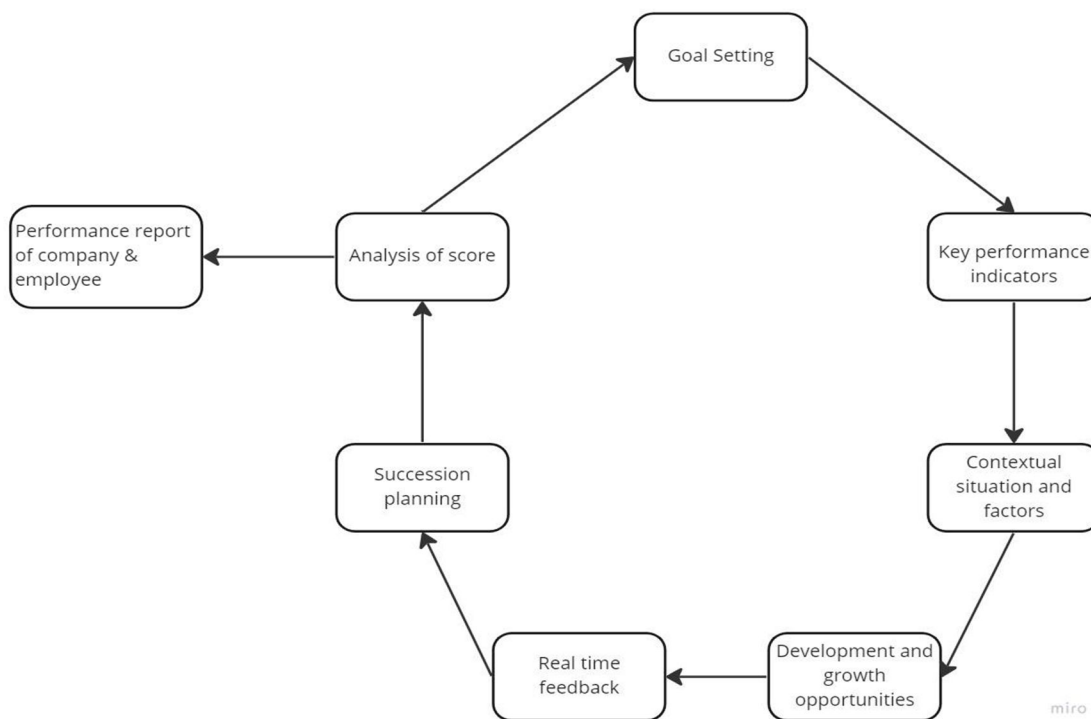 Goal Setting
Performance report
of company &
employee
Analysis of score
Key performance
indicators
Succession
planning
Contextual
situation and
factors
Real time
feedback
Development and
growth
opportunities
miro